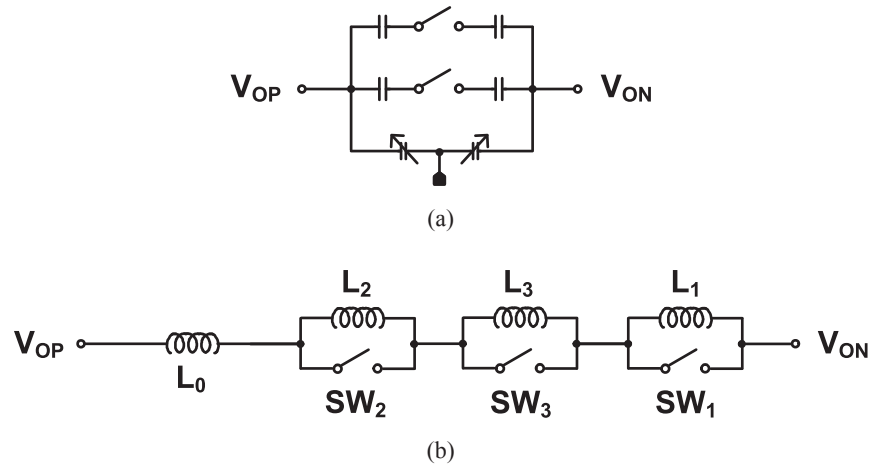 V_OP V_ON
(a)
L_2 L_3 L_1
V_OP V_ON
L_0
SW_2 SW_3 SW_1
(b)